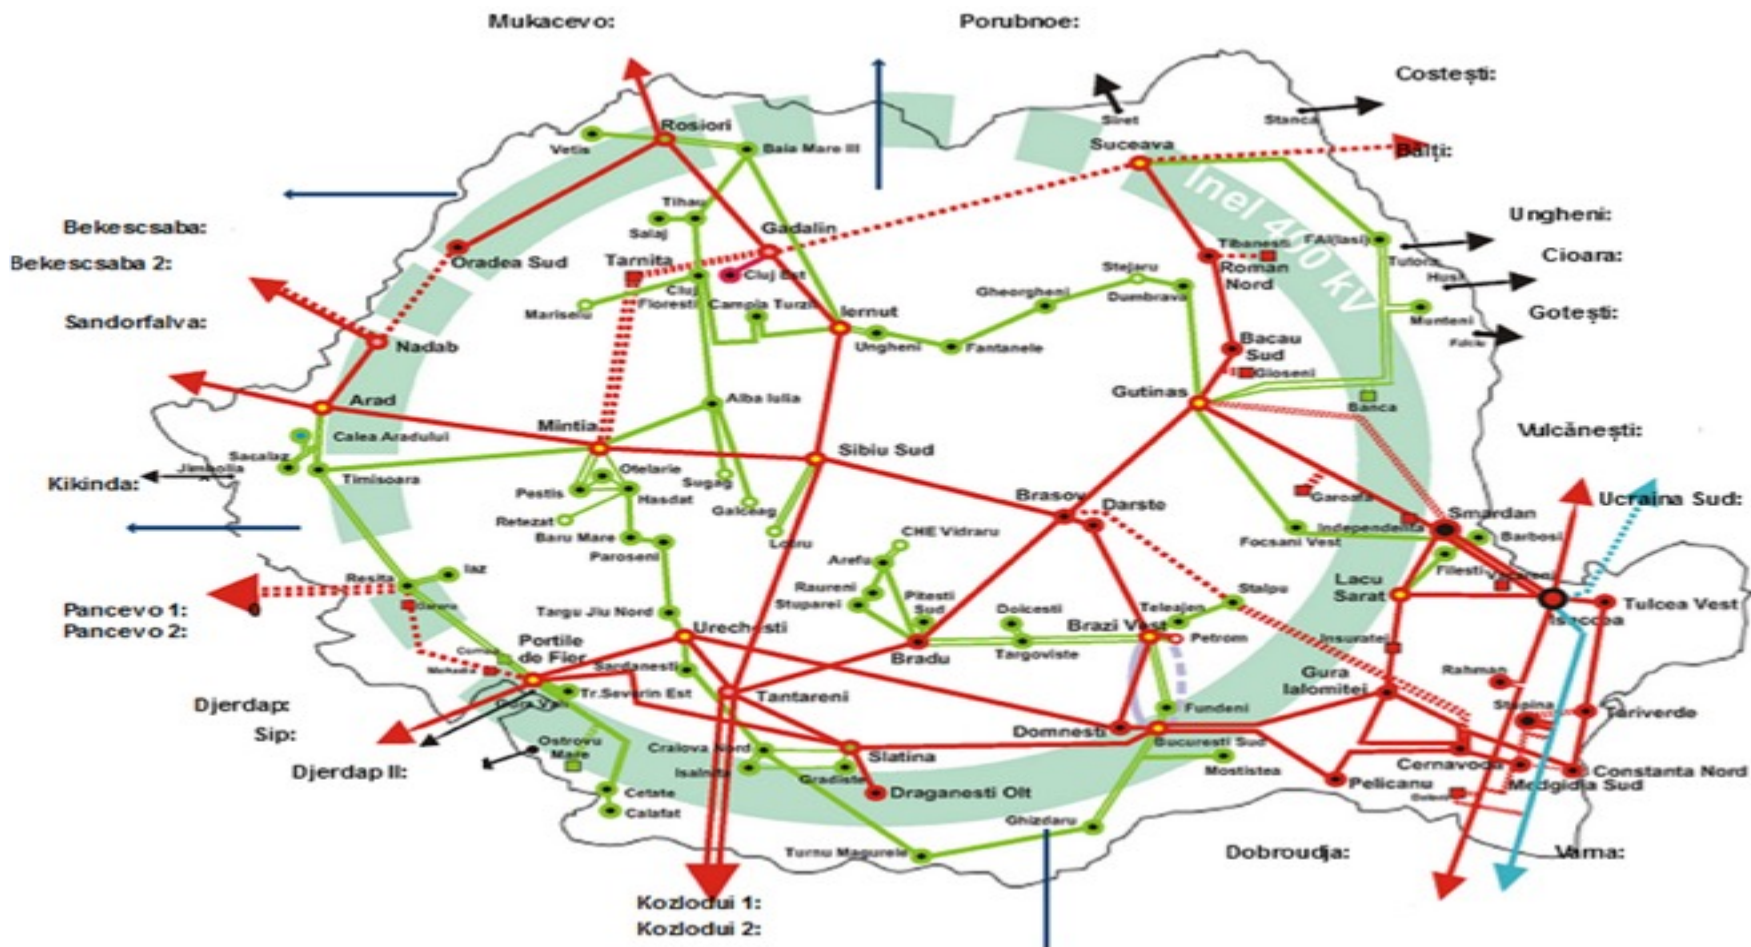 Mukacevo:
Porubnoe:
Costești:
Siret
Stanca
Rosiori
Vetis
Baia Mare III
Suceava
Bălți:
Inel 400 kV
Tihau
Salaj
Gadalin
Ungheni:
Bekescsaba:
Bekescsaba 2:
Oradea Sud
Tarnita
Cluj Est
Cluj
Floresti
Campia Turzii
Mariselu
Stejaru
Dumbrava
Gheorgheni
Tibanesti
Roman
Nord
FAI(Iasi)
Tutora
Husi
Cioara:
Munteni
Gotești:
Falciu
Sandorfalva:
Nadab
Iernut
Ungheni
Fantanele
Bacau
Sud
Gioseni
Arad
Calea Aradului
Sacalaz
Jimbolia
Timisoara
Kikinda:
Mintia
Alba Iulia
Gutinas
Banca
Vulcănești:
Sibiu Sud
Otelarie
Pestis
Hasdat
Sugag
Galceag
Retezat
Baru Mare
Paroseni
Lotru
Brasov
Darste
Garoafa
Ucraina Sud:
Smardan
Independenta
Barbosi
Focsani Vest
CHE Vidraru
Arefu
Raureni
Stuparei
Pitesti
Sud
Resita
Iaz
Pancevo 1:
Pancevo 2:
Targu Jiu Nord
Urechesti
Doicesti
Teleajen
Stalpu
Brazi Vest
Petrom
Lacu
Sarat
Filesti
Isaccea
Tulcea Vest
Insuratei
Portile
de Fier
Sardanesti
Bradu
Targoviste
Gura
Ialomitei
Rahman
Tr.Severin Est
Gura Vaii
Tantareni
Djerdap:
Sip:
Djerdap II:
Ostrovu
Mare
Fundeni
Domnesti
Bucuresti Sud
Stupina
Tariverde
Craiova Nord
Isalnita
Gradiste
Slatina
Draganesti Olt
Mostistea
Pelicanu
Cernavoda
Medgidia Sud
Constanta Nord
Cetate
Calafat
Ghizdaru
Turnu Magurele
Dobroudja:
Varna:
Kozlodui 1:
Kozlodui 2: